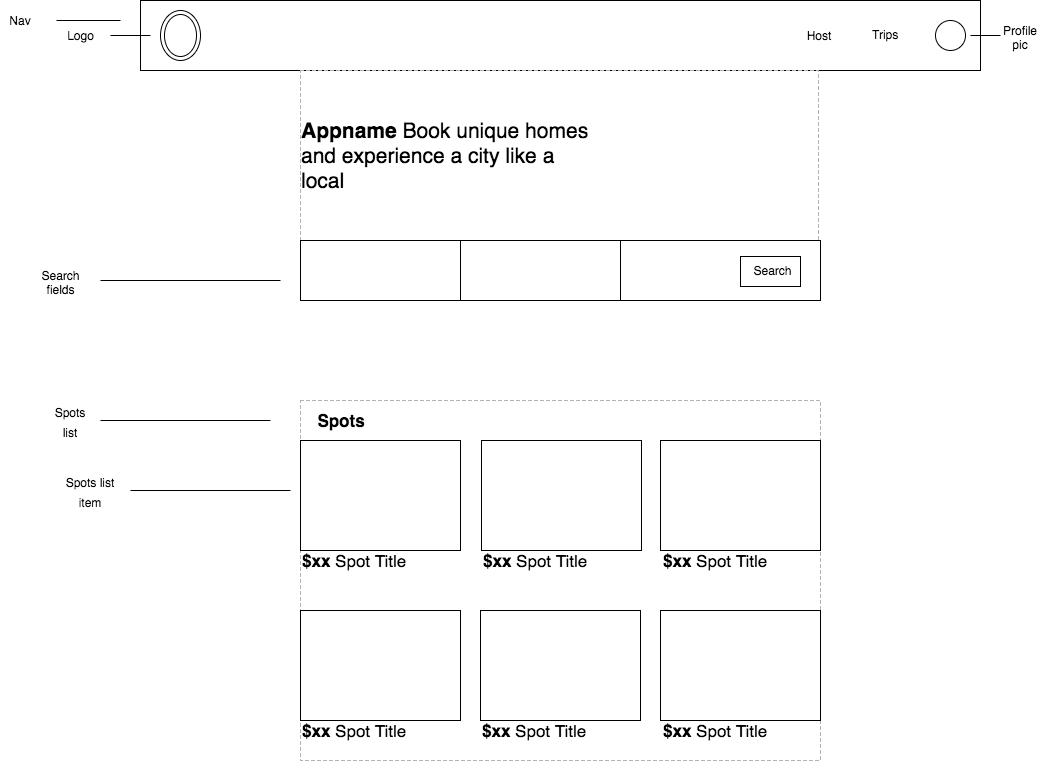 Nav
Logo
Host
Trips
Profile
pic
Appname Book unique homes
and experience a city like a
local
Search
fields
Search
Spots
list
Spots
Spots list
item
$xx Spot Title
$xx Spot Title
$xx Spot Title
$xx Spot Title
$xx Spot Title
$xx Spot Title